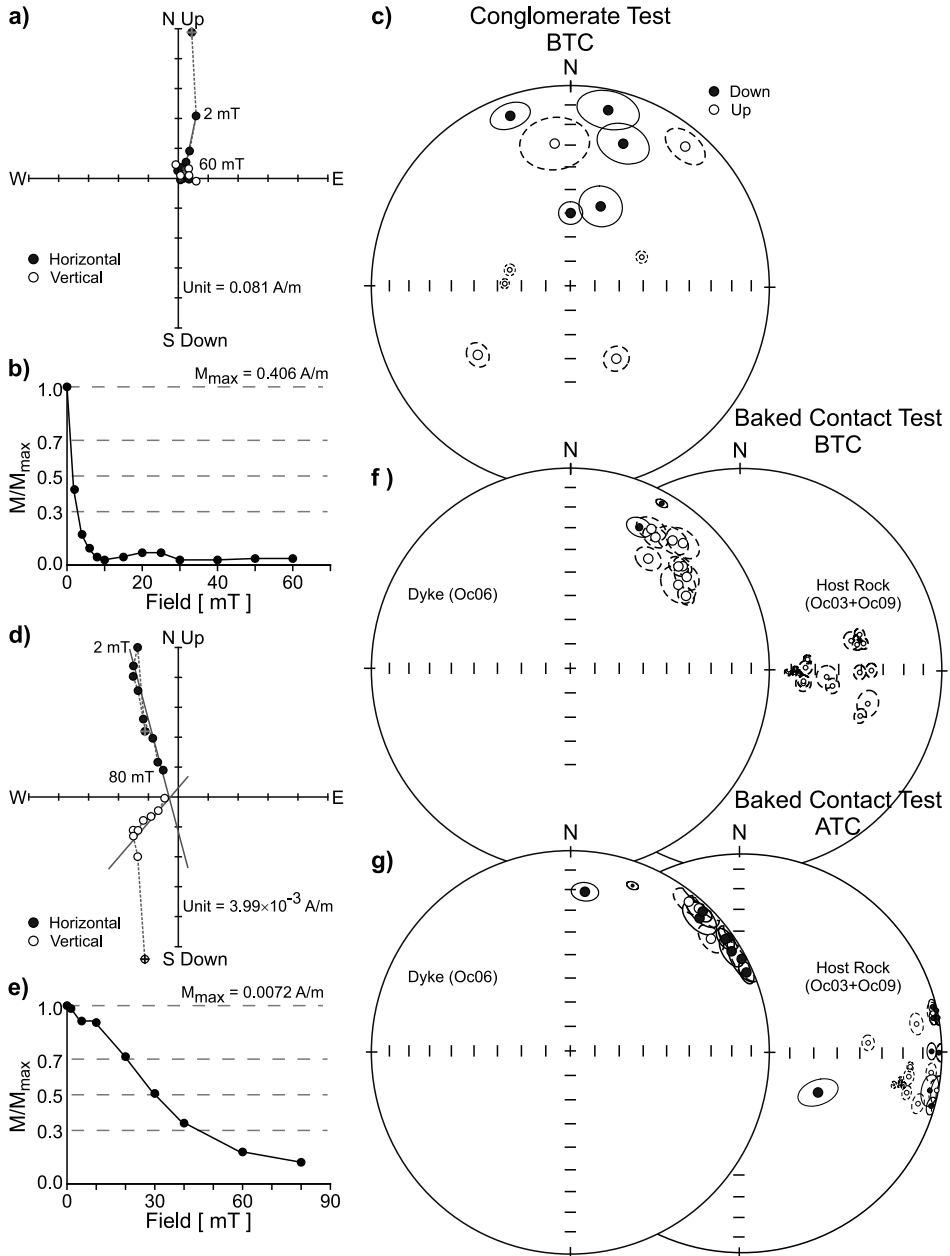 a)
N Up
2 mT
60 mT
W
E
Horizontal
Vertical
Unit = 0.081 A/m
S Down
b)
Mmax = 0.406 A/m
1.0
0.7
0.5
0.3
0.0
M/Mmax
0
20
40
60
Field [ mT]
c)
Conglomerate Test
BTC
N
Down
Up
d)
N Up
2 mT
80 mT
W
E
Horizontal
Vertical
Unit = 3.99×10⁻³ A/m
S Down
e)
Mmax = 0.0072 A/m
1.0
0.7
0.5
0.3
0.0
M/Mmax
0
30
60
90
Field [ mT]
Baked Contact Test
BTC
f )
N
N
Dyke (Oc06)
Host Rock
(Oc03+Oc09)
Baked Contact Test
ATC
g)
N
N
Dyke (Oc06)
Host Rock
(Oc03+Oc09)